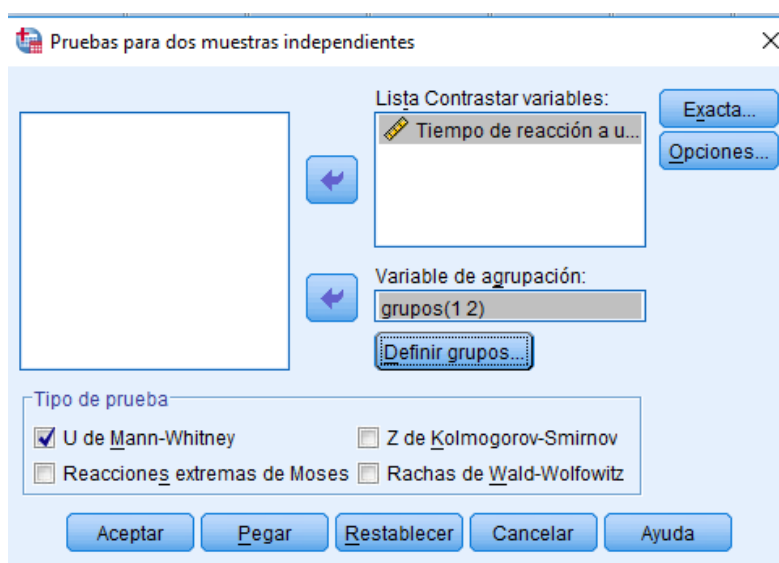 Pruebas para dos muestras independientes
Lista Contrastar variables:
Tiempo de reacción a u...
Exacta...
Opciones...
Variable de agrupación:
grupos(1 2)
Definir grupos...
Tipo de prueba
U de Mann-Whitney
Z de Kolmogorov-Smirnov
Reacciones extremas de Moses
Rachas de Wald-Wolfowitz
Aceptar
Pegar
Restablecer
Cancelar
Ayuda